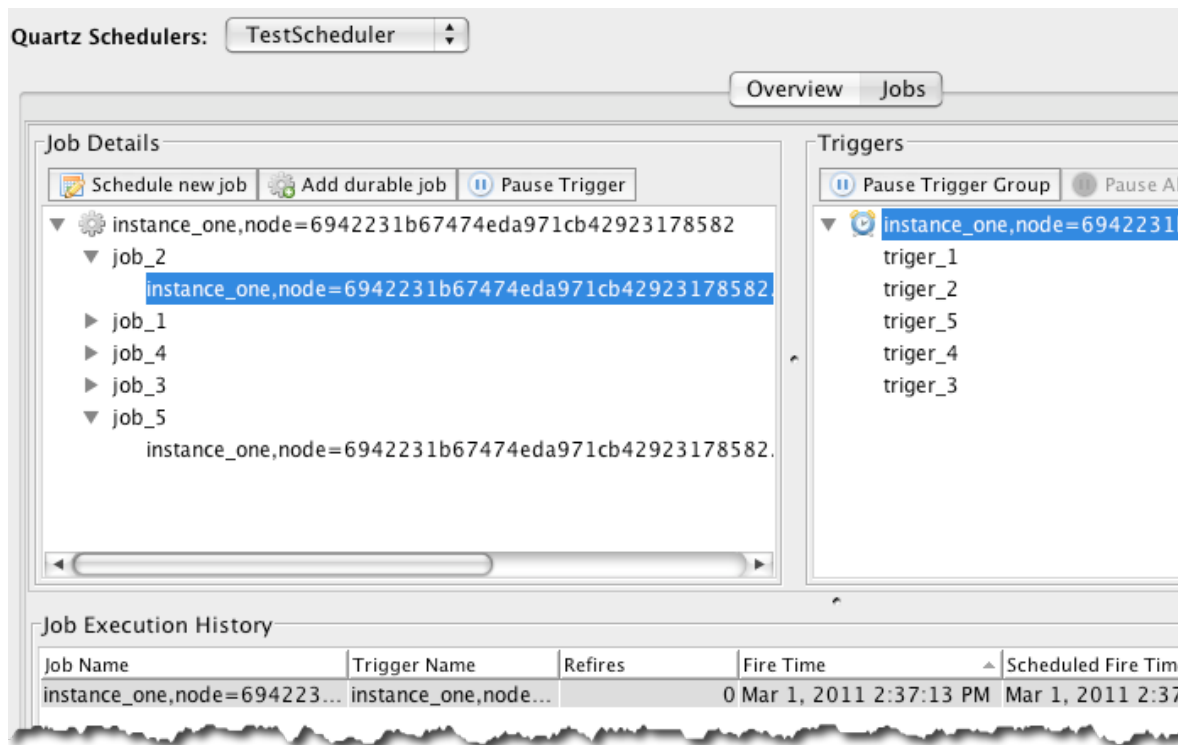 Quartz Schedulers: TestScheduler
Overview Jobs
Job Details
Schedule new job Add durable job Pause Trigger
instance_one,node=6942231b67474eda971cb42923178582
job_2
instance_one,node=6942231b67474eda971cb42923178582.
job_1
job_4
job_3
job_5
instance_one,node=6942231b67474eda971cb42923178582.
Triggers
Pause Trigger Group Pause Al
instance_one,node=6942231
triger_1
triger_2
triger_5
triger_4
triger_3
Job Execution History
Job Name Trigger Name Refires Fire Time Scheduled Fire Tim
instance_one,node=694223... instance_one,node... 0 Mar 1, 2011 2:37:13 PM Mar 1, 2011 2:37